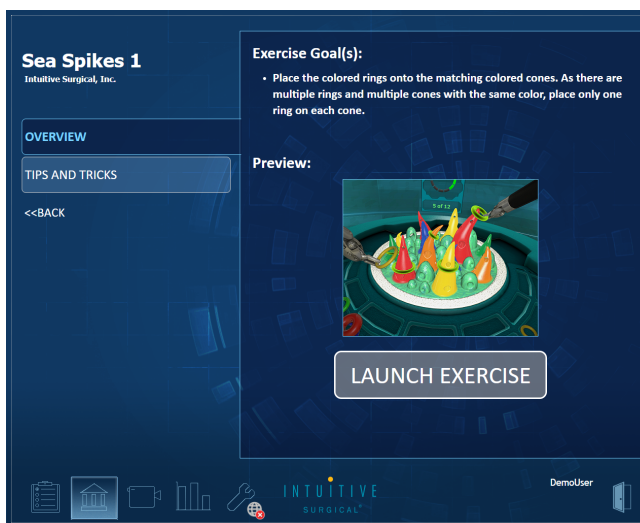 Sea Spikes 1
Intuitive Surgical, Inc.
OVERVIEW
TIPS AND TRICKS
<<BACK
Exercise Goal(s):
• Place the colored rings onto the matching colored cones. As there are
multiple rings and multiple cones with the same color, place only one
ring on each cone.
Preview:
5 of 12
LAUNCH EXERCISE
INTUITIVE
SURGICAL®
DemoUser